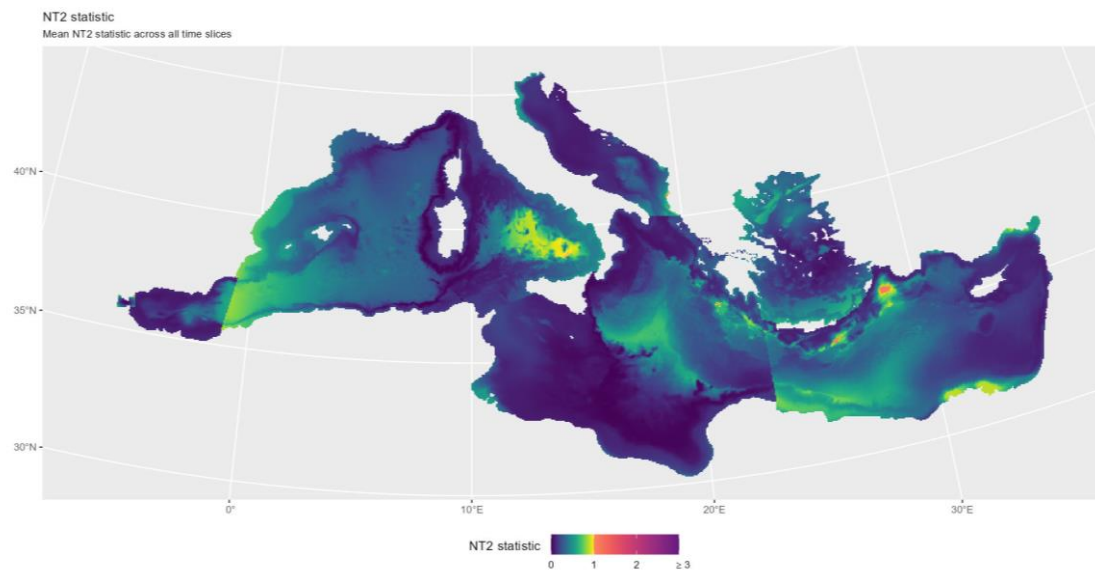 NT2 statistic
Mean NT2 statistic across all time slices
40°N
35°N
30°N
0°
10°E
20°E
30°E
NT2 statistic
0 1 2 ≥ 3